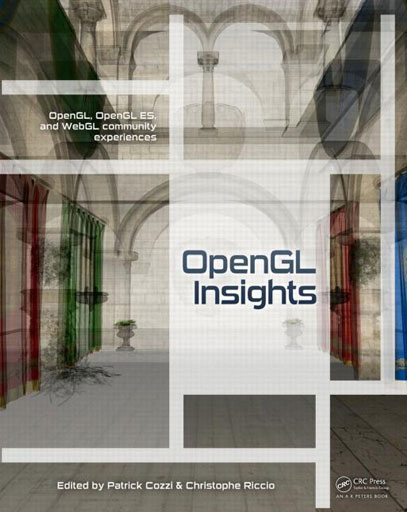 OpenGL, OpenGL ES,
and WebGL community
experiences
OpenGL
Insights
Edited by Patrick Cozzi & Christophe Riccio
CRC
CRC Press
Taylor & Francis Group
AN A K PETERS BOOK